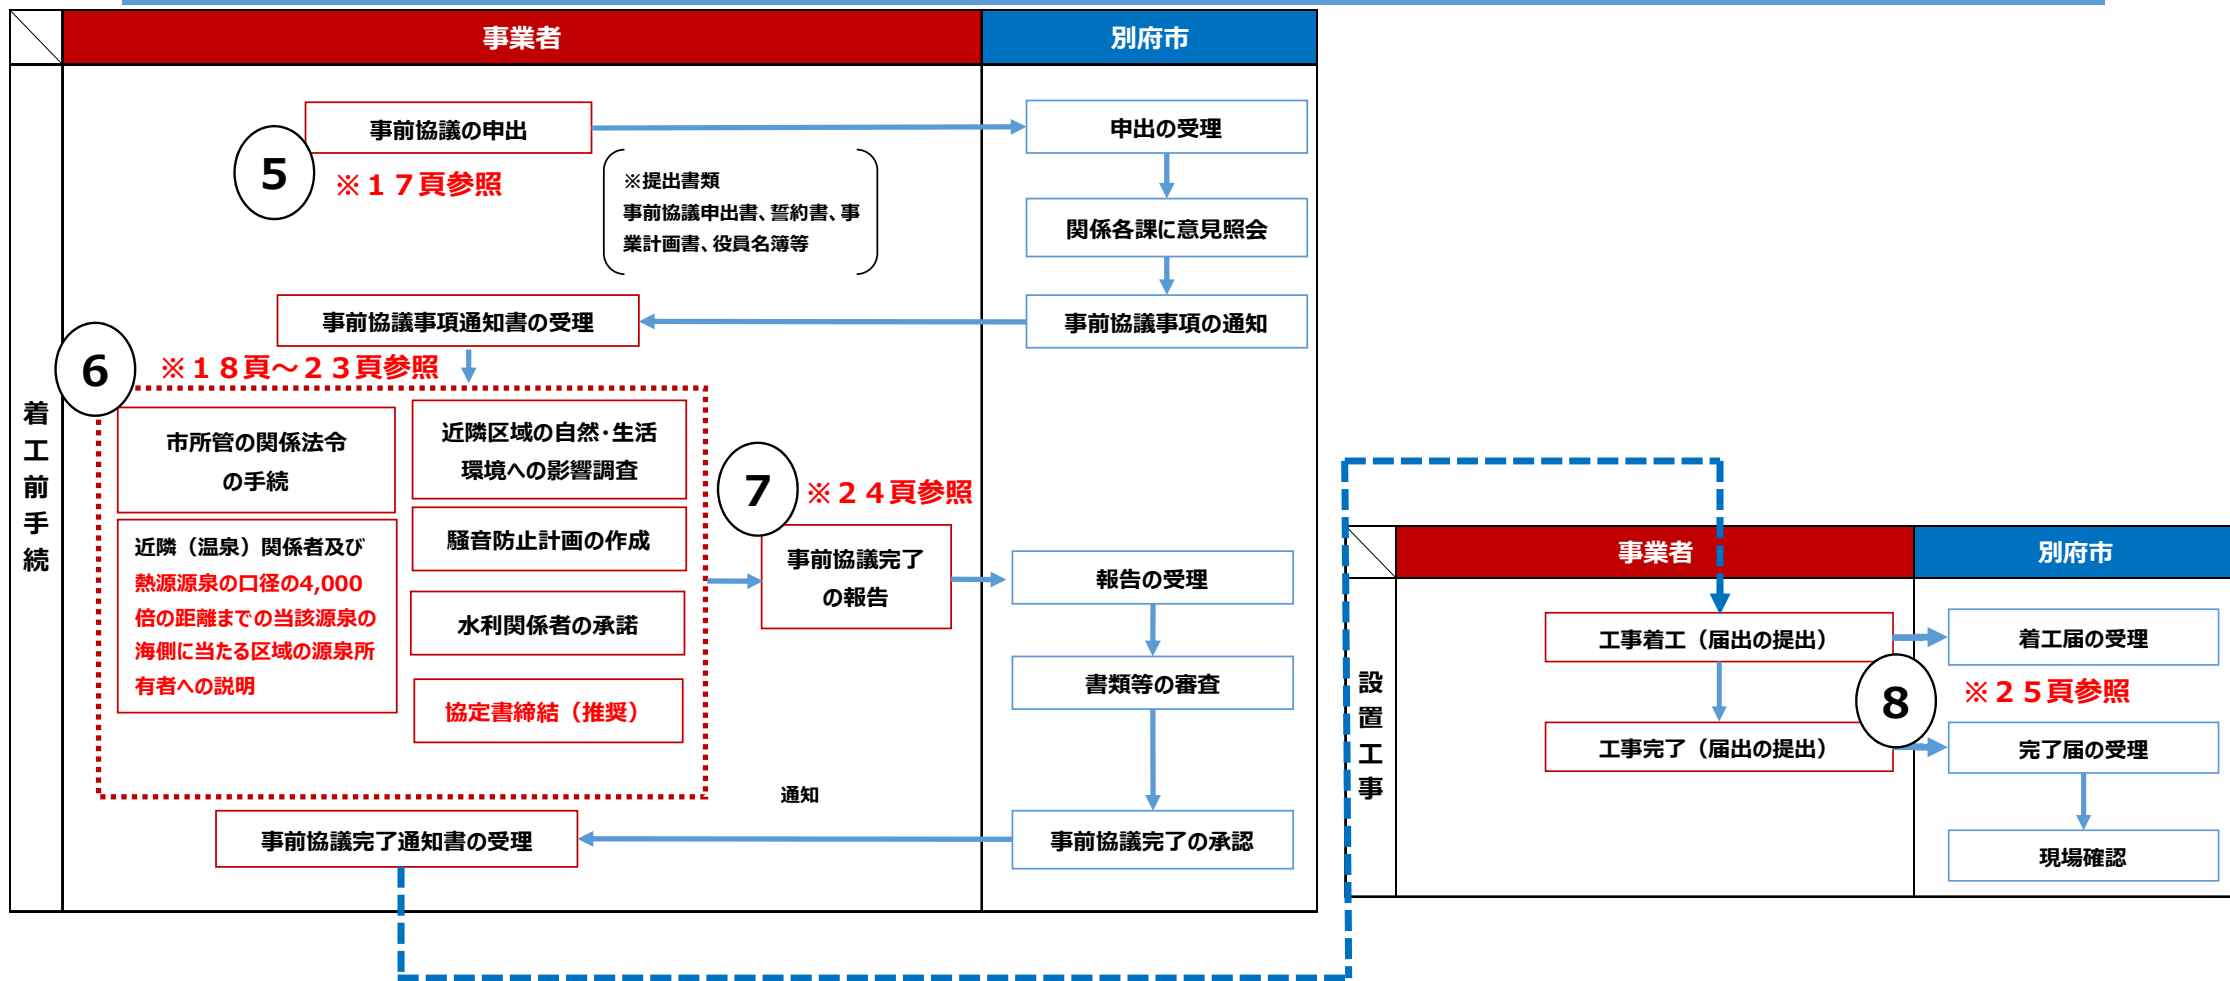 事業者
別府市
着工前手続
事前協議の申出
申出の受理
5
※17頁参照
※提出書類
事前協議申出書、誓約書、事
業計画書、役員名簿等
関係各課に意見照会
事前協議事項通知書の受理
事前協議事項の通知
6
※18頁～23頁参照
市所管の関係法令
の手続
近隣区域の自然・生活
環境への影響調査
近隣（温泉）関係者及び
熱源源泉の口径の4,000
倍の距離までの当該源泉の
海側に当たる区域の源泉所
有者への説明
騒音防止計画の作成
水利関係者の承諾
協定書締結（推奨）
7
※24頁参照
事前協議完了
の報告
報告の受理
書類等の審査
通知
事前協議完了通知書の受理
事前協議完了の承認
事業者
別府市
設置工事
工事着工（届出の提出）
着工届の受理
8
※25頁参照
工事完了（届出の提出）
完了届の受理
現場確認